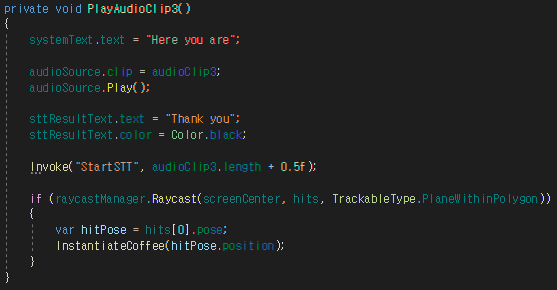 private void PlayAudioClip3()
{
systemText.text = "Here you are";
audioSource.clip = audioClip3;
audioSource.Play();
sttResultText.text = "Thank you";
sttResultText.color = Color.black;
Invoke("StartSTT", audioClip3.length + 0.5f);
if (raycastManager.Raycast(screenCenter, hits, TrackableType.PlaneWithinPolygon))
{
var hitPose = hits[0].pose;
InstantiateCoffee(hitPose.position);
}
}